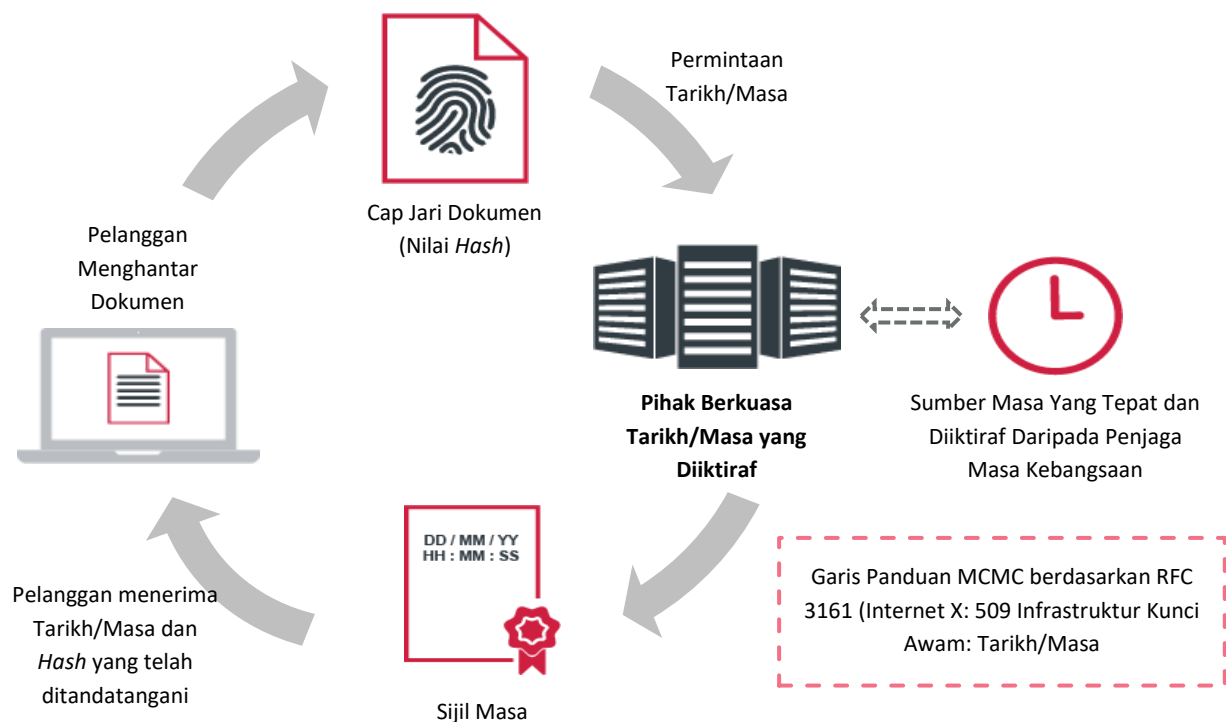 Permintaan
Tarikh/Masa
Cap Jari Dokumen
(Nilai Hash)
Pelanggan
Menghantar
Dokumen
Pihak Berkuasa
Tarikh/Masa yang
Diiktiraf
Sumber Masa Yang Tepat dan
Diiktiraf Daripada Penjaga
Masa Kebangsaan
DD / MM / YY
HH : MM : SS
Sijil Masa
Pelanggan menerima
Tarikh/Masa dan
Hash yang telah
ditandatangani
Garis Panduan MCMC berdasarkan RFC
3161 (Internet X: 509 Infrastruktur Kunci
Awam: Tarikh/Masa